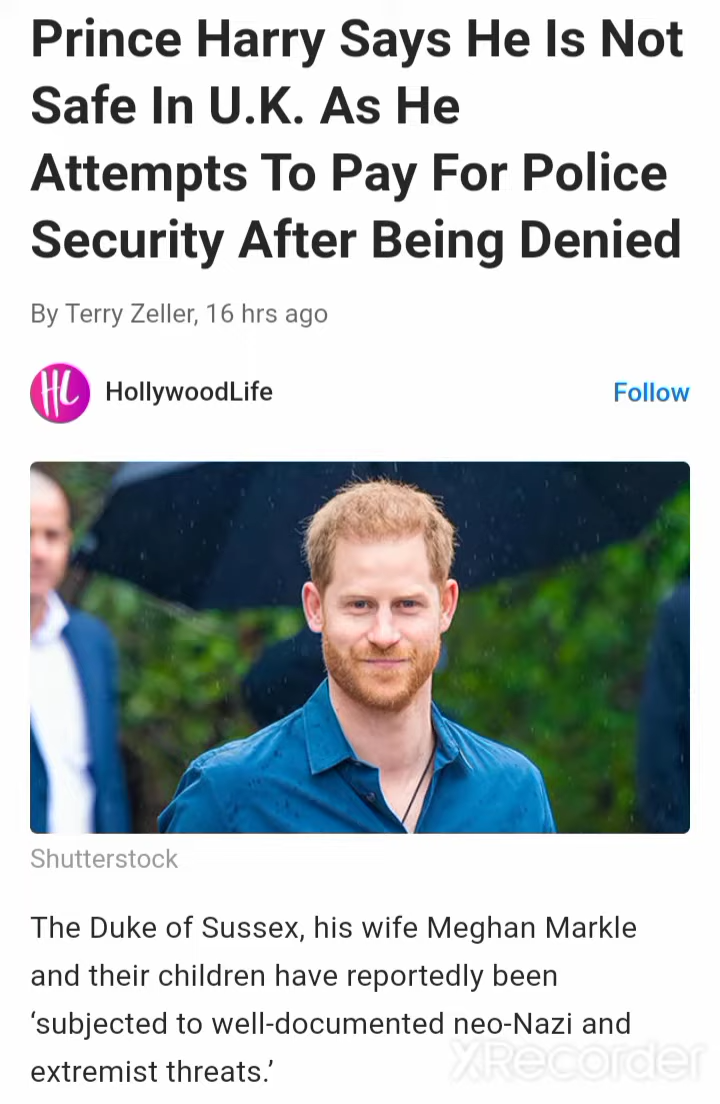 Prince Harry Says He Is Not
Safe In U.K. As He
Attempts To Pay For Police
Security After Being Denied
By Terry Zeller, 16 hrs ago
HL
HollywoodLife
Follow
Shutterstock
The Duke of Sussex, his wife Meghan Markle
and their children have reportedly been
‘subjected to well-documented neo-Nazi and
extremist threats.’
XRecorder